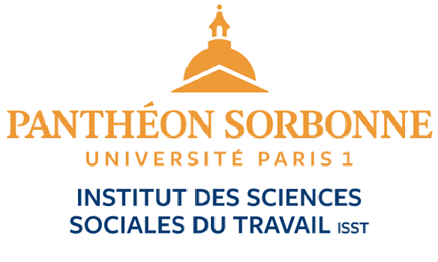 PANTHÉON SORBONNE
UNIVERSITÉ PARIS 1
INSTITUT DES SCIENCES
SOCIALES DU TRAVAIL ISST